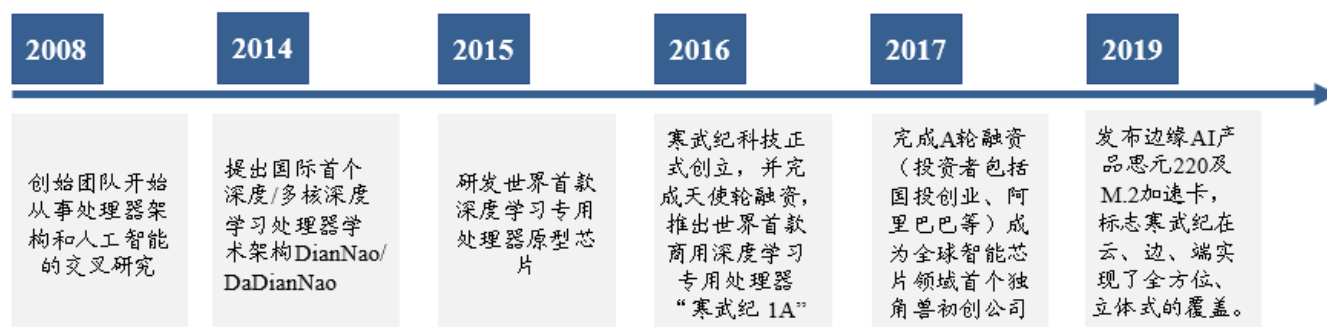 2008
2014
2015
2016
2017
2019
创始团队开始
从事处理器架
构和人工智能
的交叉研究
提出国际首个
深度/多核深度
学习处理器学
术架构DianNao/
DaDianNao
研发世界首款
深度学习专用
处理器原型芯
片
寒武纪科技正
式创立，并完
成天使轮融资，
推出世界首款
商用深度学习
专用处理器
“寒武纪 1A”
完成A轮融资
（投资者包括
国投创业、阿
里巴巴等）成
为全球智能芯
片领域首个独
角兽初创公司
发布边缘AI产
品思元220及
M.2加速卡，
标志寒武纪在
云、边、端实
现了全方位、
立体式的覆盖。